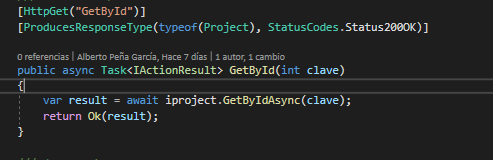 [HttpGet("GetById")]
[ProducesResponseType(typeof(Project), StatusCodes.Status200OK)]
0 referencias | Alberto Peña García, Hace 7 días | 1 autor, 1 cambio
public async Task<IActionResult> GetById(int clave)
{
var result = await iproject.GetByIdAsync(clave);
return Ok(result);
}